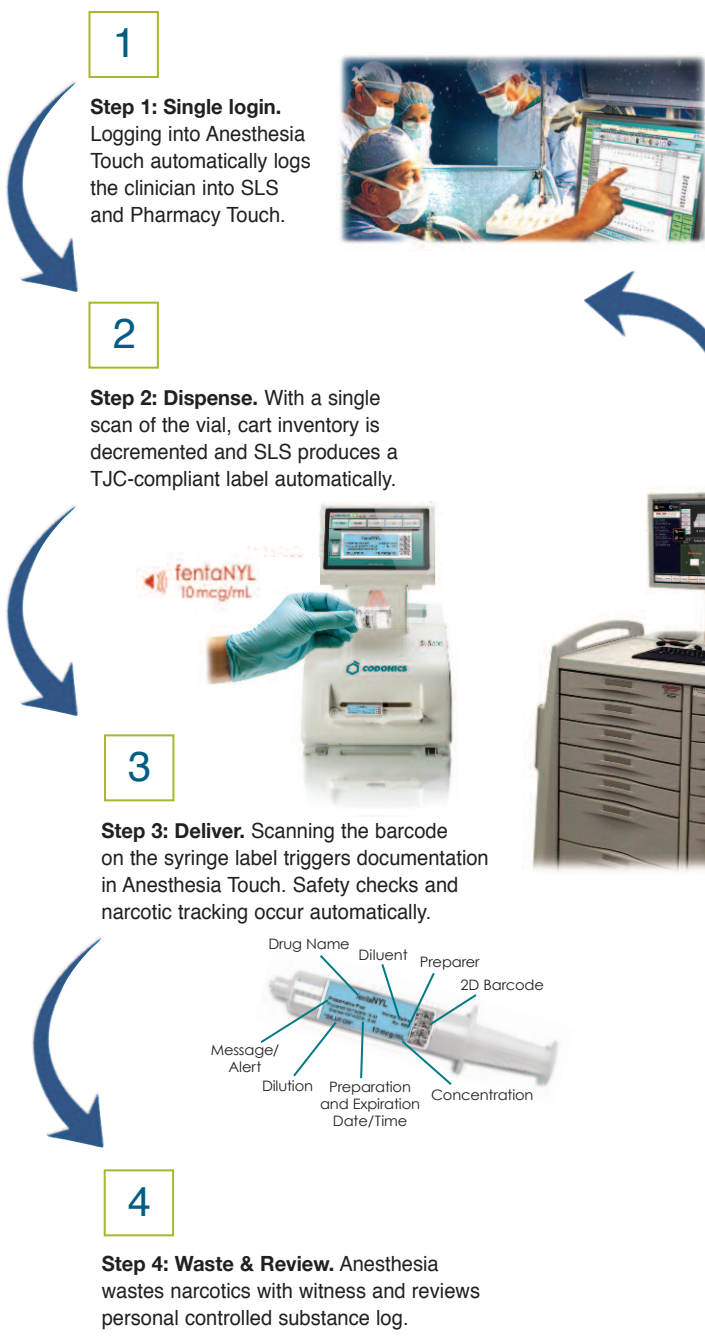 1
Step 1: Single login.
Logging into Anesthesia
Touch automatically logs
the clinician into SLS
and Pharmacy Touch.
2
Step 2: Dispense. With a single
scan of the vial, cart inventory is
decremented and SLS produces a
TJC-compliant label automatically.
fentaNYL
10 mcg/mL
fentaNYL
CODONICS
3
Step 3: Deliver. Scanning the barcode
on the syringe label triggers documentation
in Anesthesia Touch. Safety checks and
narcotic tracking occur automatically.
Drug Name
Diluent
Preparer
2D Barcode
fentaNYL
10 mcg/mL
Message/
Alert
Dilution
Preparation
and Expiration
Date/Time
Concentration
4
Step 4: Waste & Review. Anesthesia
wastes narcotics with witness and reviews
personal controlled substance log.